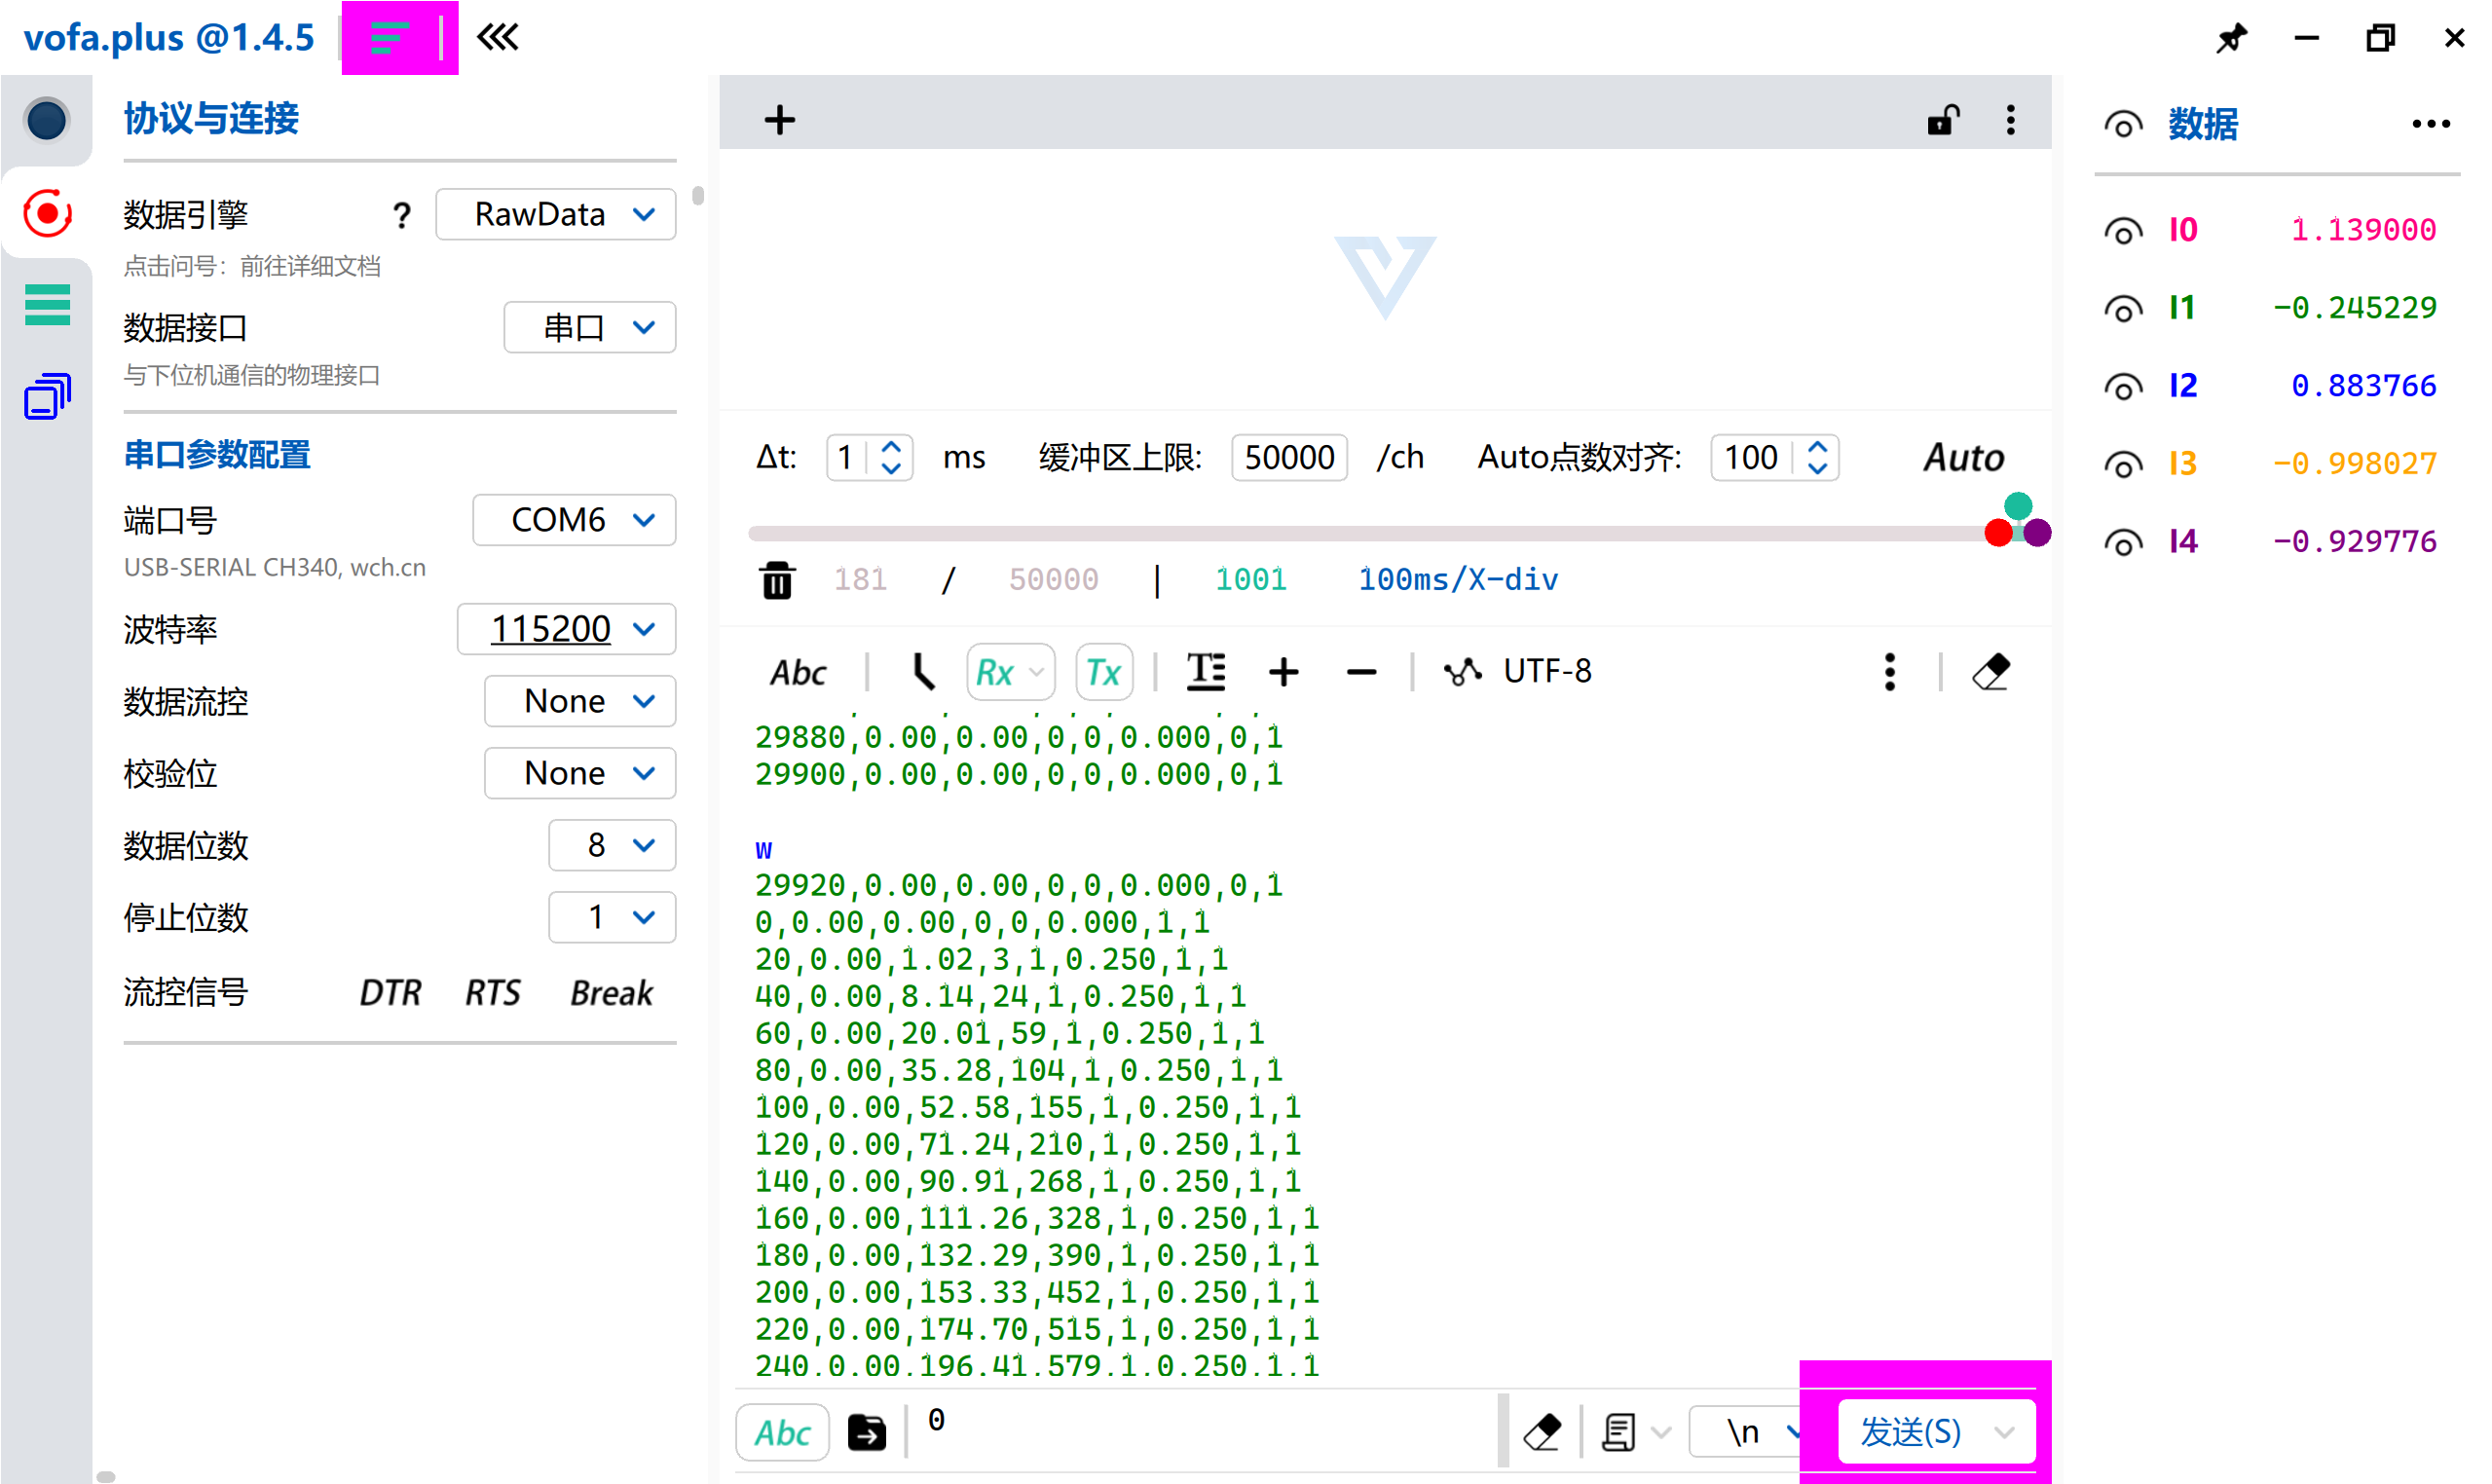 vofa.plus @1.4.5
协议与连接
数据引擎 ? RawData
点击问号：前往详细文档
数据接口 串口
与下位机通信的物理接口
串口参数配置
端口号 COM6
USB-SERIAL CH340, wch.cn
波特率 115200
数据流控 None
校验位 None
数据位数 8
停止位数 1
流控信号 DTR RTS Break
Δt: 1 ms 缓冲区上限: 50000 /ch Auto点数对齐: 100 Auto
181 / 50000 | 1001 100ms/X-div
Abc Rx Tx UTF-8
29880,0.00,0.00,0,0,0.000,0,1
29900,0.00,0.00,0,0,0.000,0,1
w
29920,0.00,0.00,0,0,0.000,0,1
0,0.00,0.00,0,0,0.000,1,1
20,0.00,1.02,3,1,0.250,1,1
40,0.00,8.14,24,1,0.250,1,1
60,0.00,20.01,59,1,0.250,1,1
80,0.00,35.28,104,1,0.250,1,1
100,0.00,52.58,155,1,0.250,1,1
120,0.00,71.24,210,1,0.250,1,1
140,0.00,90.91,268,1,0.250,1,1
160,0.00,111.26,328,1,0.250,1,1
180,0.00,132.29,390,1,0.250,1,1
200,0.00,153.33,452,1,0.250,1,1
220,0.00,174.70,515,1,0.250,1,1
240,0.00,196.41,579,1,0.250,1,1
Abc 0 \n 发送(S)
数据
I0 1.139000
I1 -0.245229
I2 0.883766
I3 -0.998027
I4 -0.929776